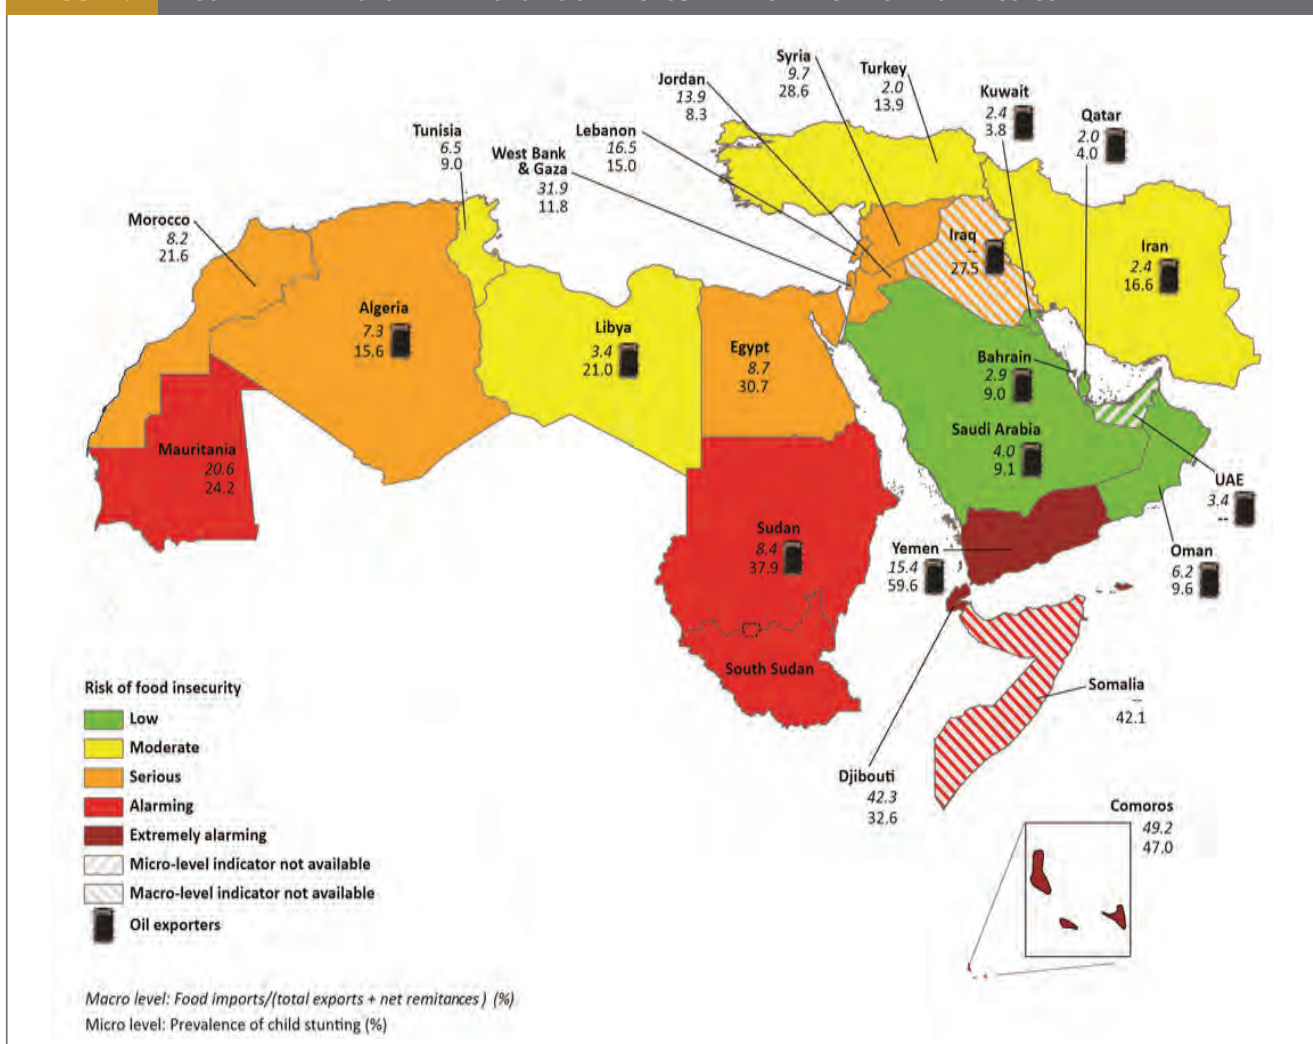 Syria
9.7
28.6
Turkey
2.0
13.9
Jordan
13.9
8.3
Kuwait
2.4
3.8
Qatar
2.0
4.0
Tunisia
6.5
9.0
Lebanon
16.5
15.0
West Bank
& Gaza
31.9
11.8
Morocco
8.2
21.6
Iraq
--
27.5
Iran
2.4
16.6
Algeria
7.3
15.6
Libya
3.4
21.0
Egypt
8.7
30.7
Bahrain
2.9
9.0
Saudi Arabia
4.0
9.1
Mauritania
20.6
24.2
UAE
3.4
--
Sudan
8.4
37.9
Yemen
15.4
59.6
Oman
6.2
9.6
South Sudan
Somalia
--
42.1
Djibouti
42.3
32.6
Comoros
49.2
47.0
Risk of food insecurity
Low
Moderate
Serious
Alarming
Extremely alarming
Micro-level indicator not available
Macro-level indicator not available
Oil exporters
Macro level: Food imports/(total exports + net remitances ) (%)
Micro level: Prevalence of child stunting (%)